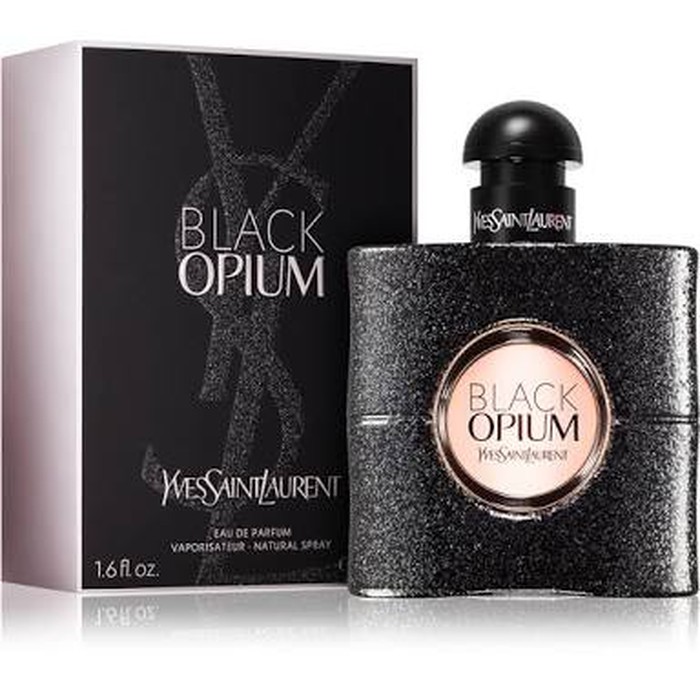 BLACK
OPIUM
YVESSAINTLAURENT
EAU DE PARFUM
VAPORISATEUR - NATURAL SPRAY
1.6 fl. oz.
YVESSAINTLAURENT
BLACK
OPIUM
YVESSAINTLAURENT